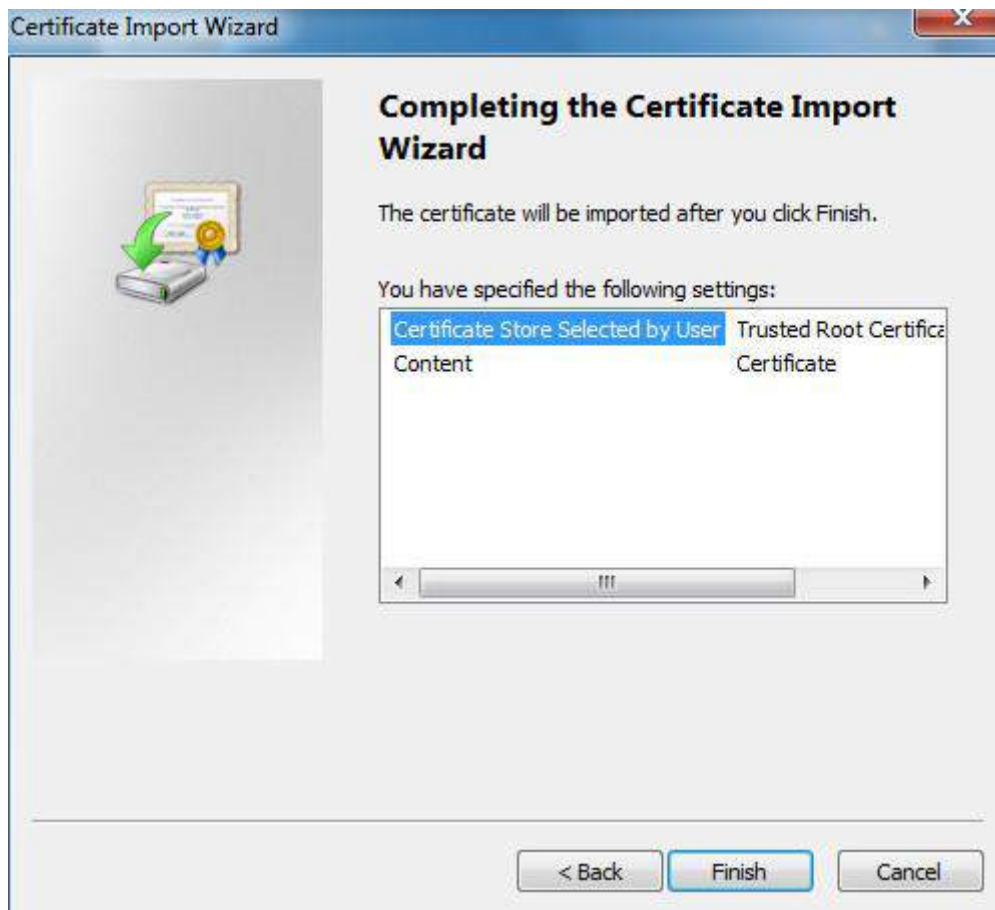 Certificate Import Wizard
Completing the Certificate Import
Wizard
The certificate will be imported after you click Finish.
You have specified the following settings:
Certificate Store Selected by User Trusted Root Certifica
Content Certificate
< Back Finish Cancel